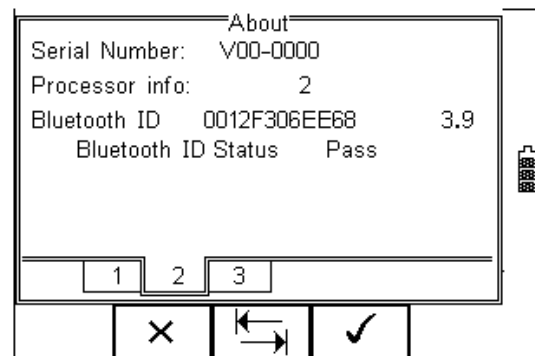 About
Serial Number: V00-0000
Processor info: 2
Bluetooth ID 0012F306EE68 3.9
Bluetooth ID Status Pass
1 2 3